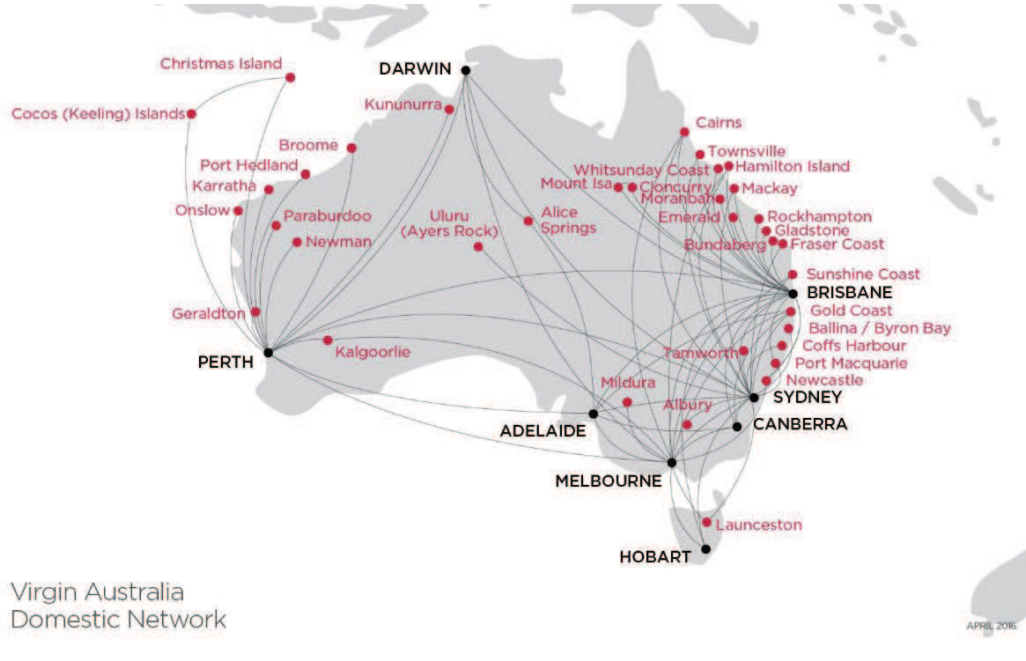 Christmas Island
DARWIN
Cocos (Keeling) Islands
Kununurra
Cairns
Broome
Townsville
Port Hedland
Whitsunday Coast
Hamilton Island
Karratha
Mount Isa
Cloncurry
Mackay
Moranbah
Onslow
Paraburdoo
Uluru
(Ayers Rock)
Alice
Springs
Emerald
Rockhampton
Gladstone
Newman
Bundaberg
Fraser Coast
Sunshine Coast
BRISBANE
Geraldton
Gold Coast
Ballina / Byron Bay
PERTH
Kalgoorlie
Tamworth
Coffs Harbour
Port Macquarie
Mildura
Newcastle
Albury
SYDNEY
ADELAIDE
CANBERRA
MELBOURNE
Launceston
HOBART
Virgin Australia
Domestic Network
APRIL 2016